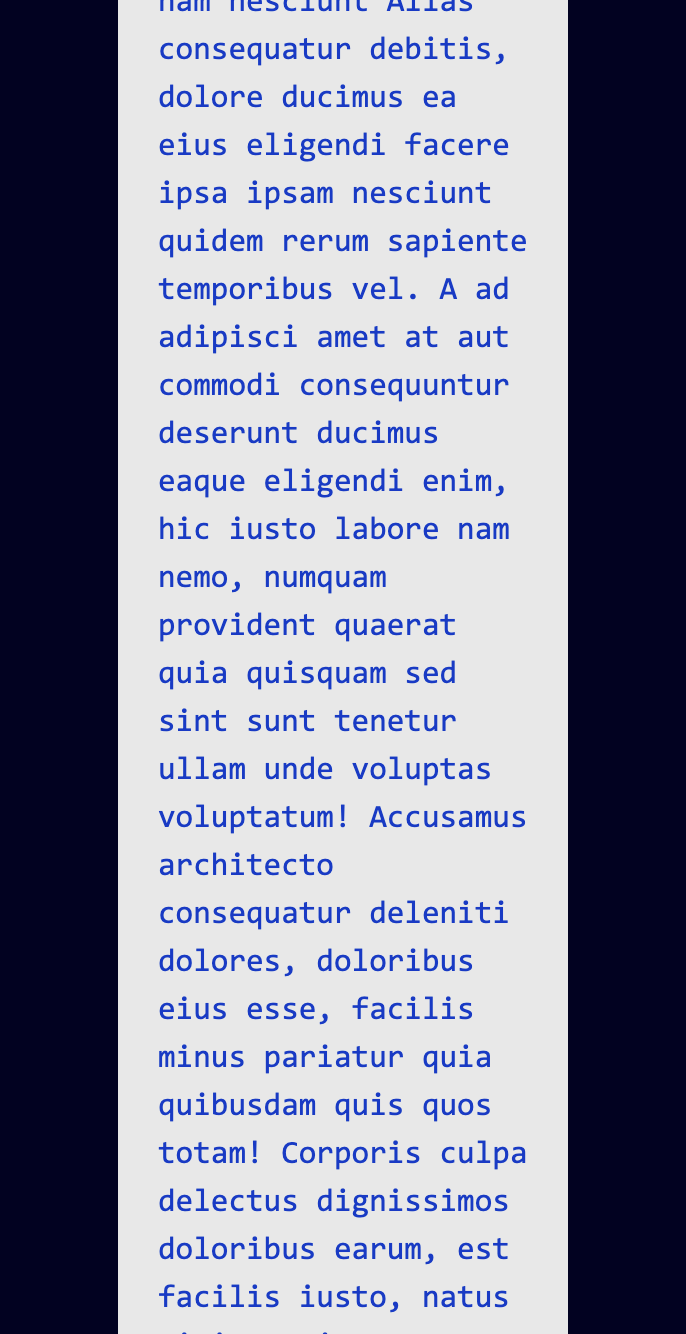 nam nesciunt Alias
consequatur debitis,
dolore ducimus ea
eius eligendi facere
ipsa ipsam nesciunt
quidem rerum sapiente
temporibus vel. A ad
adipisci amet at aut
commodi consequuntur
deserunt ducimus
eaque eligendi enim,
hic iusto labore nam
nemo, numquam
provident quaerat
quia quisquam sed
sint sunt tenetur
ullam unde voluptas
voluptatum! Accusamus
architecto
consequatur deleniti
dolores, doloribus
eius esse, facilis
minus pariatur quia
quibusdam quis quos
totam! Corporis culpa
delectus dignissimos
doloribus earum, est
facilis iusto, natus